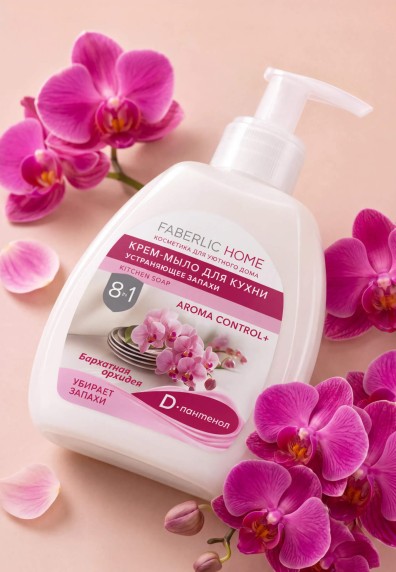 FABERLIC HOME
КОСМЕТИКА ДЛЯ УЮТНОГО ДОМА
КРЕМ-МЫЛО ДЛЯ КУХНИ
УСТРАНЯЮЩЕЕ ЗАПАХИ
KITCHEN SOAP
8 в 1
AROMA CONTROL+
Бархатная
орхидея
УБИРАЕТ
ЗАПАХИ
D-пантенол